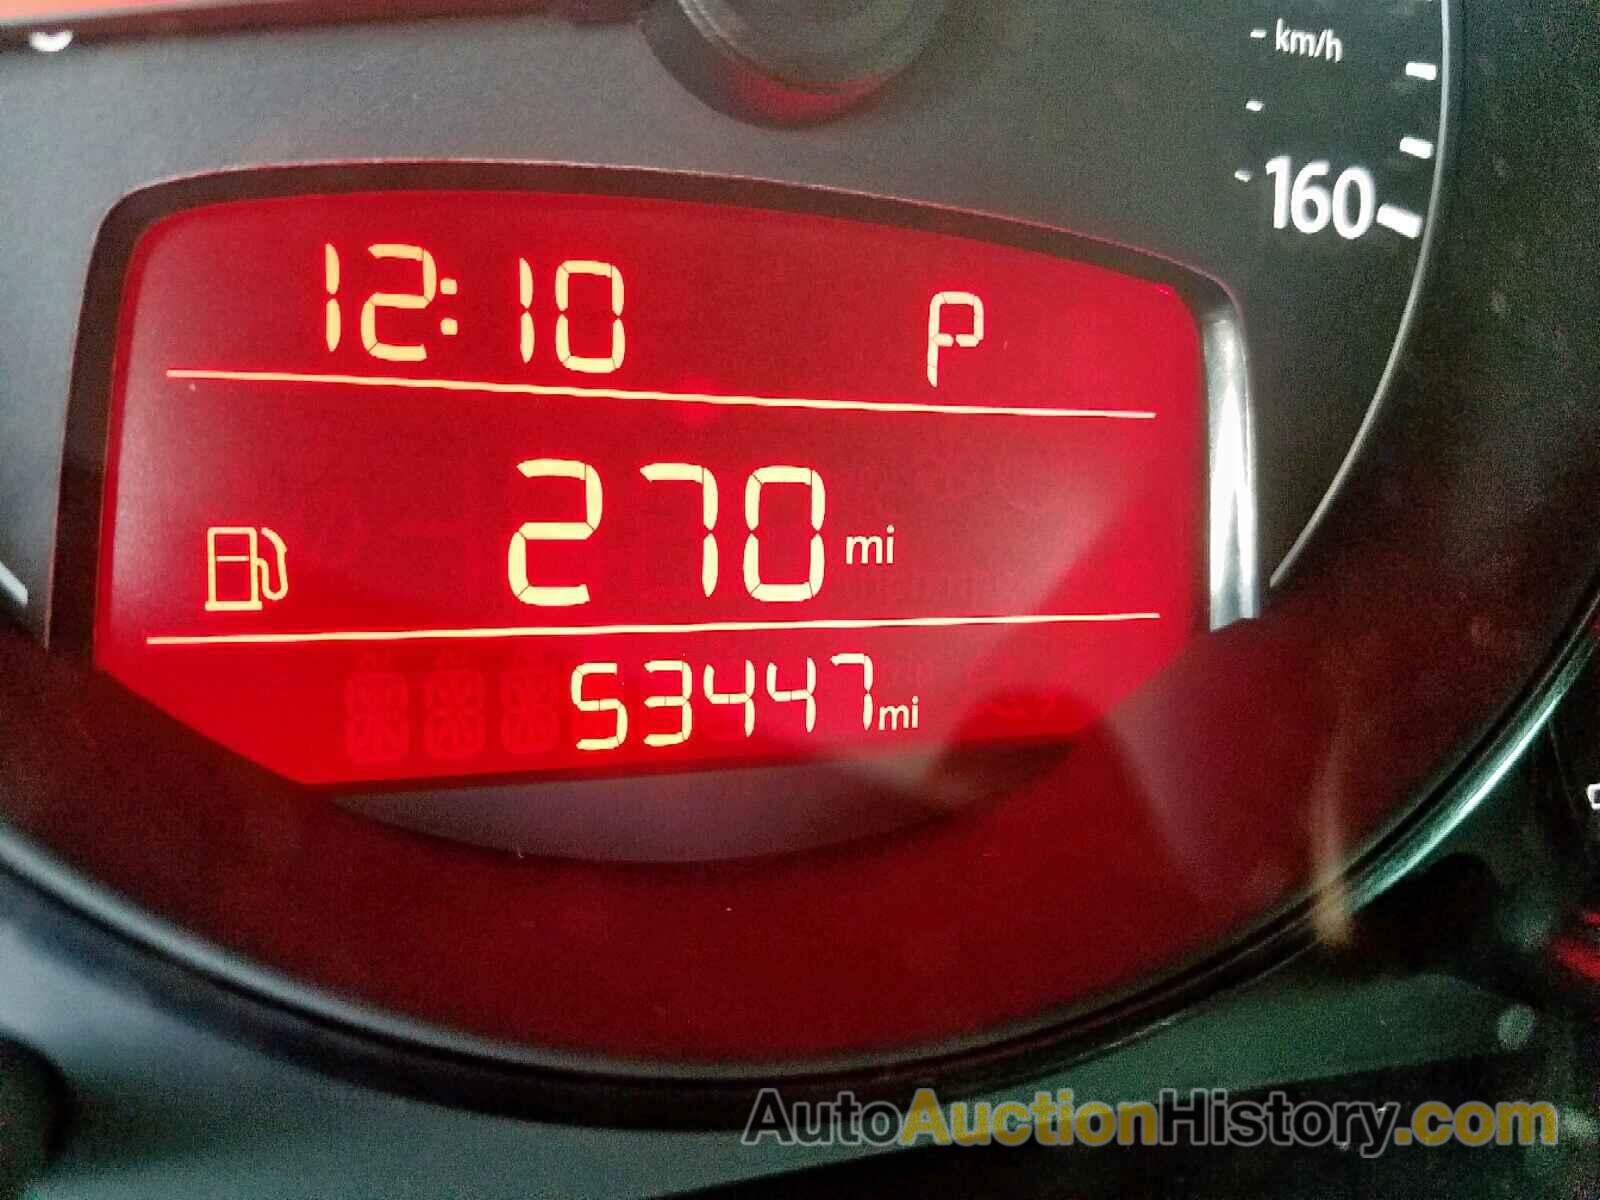 km/h
160
12:10 P
270 mi
53447 mi
AutoAuctionHistory.com